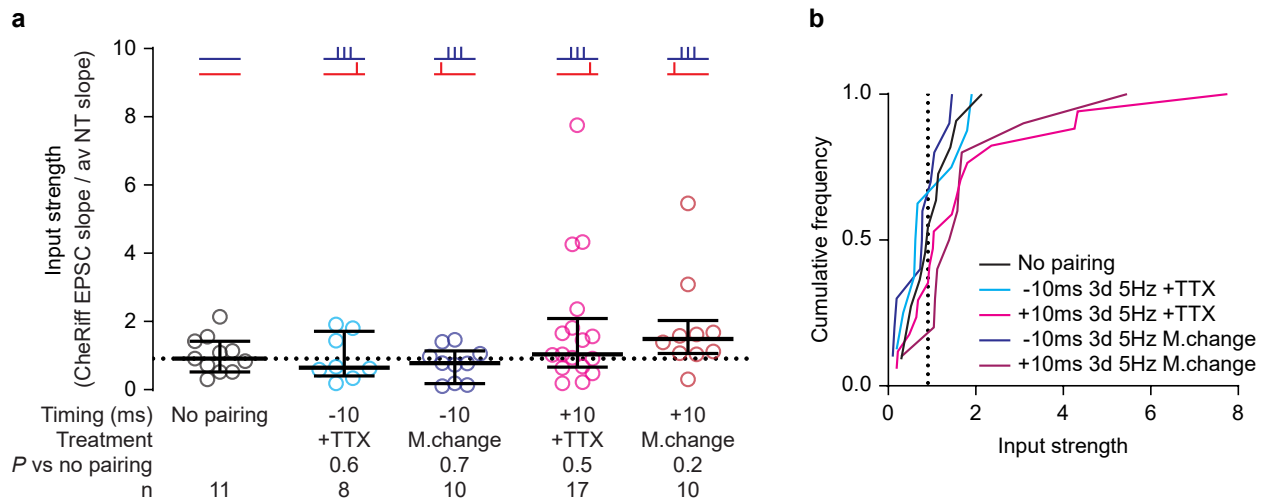 a
Input strength
(CheRiff EPSC slope / av NT slope)
10
8
6
4
2
0
Timing (ms) No pairing -10 -10 +10 +10
Treatment +TTX M.change +TTX M.change
P vs no pairing 0.6 0.7 0.5 0.2
n 11 8 10 17 10
b
Cumulative frequency
1.0
0.5
0.0
No pairing
-10ms 3d 5Hz +TTX
+10ms 3d 5Hz +TTX
-10ms 3d 5Hz M.change
+10ms 3d 5Hz M.change
0 2 4 6 8
Input strength